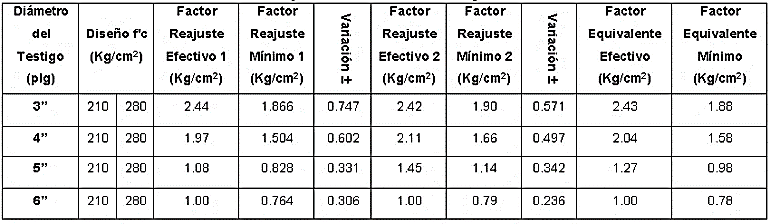 Diámetro del Testigo (plg) Diseño f'c (Kg/cm2) Factor Reajuste Efectivo 1 (Kg/cm2) Factor Reajuste Mínimo 1 (Kg/cm2) Variación ± Factor Reajuste Efectivo 2 (Kg/cm2) Factor Reajuste Mínimo 2 (Kg/cm2) Variación ± Factor Equivalente Efectivo (Kg/cm2) Factor Equivalente Mínimo (Kg/cm2)
3" 210 280 2.44 1.866 0.747 2.42 1.90 0.571 2.43 1.88
4" 210 280 1.97 1.504 0.602 2.11 1.66 0.497 2.04 1.58
5" 210 280 1.08 0.828 0.331 1.45 1.14 0.342 1.27 0.98
6" 210 280 1.00 0.764 0.306 1.00 0.79 0.236 1.00 0.78